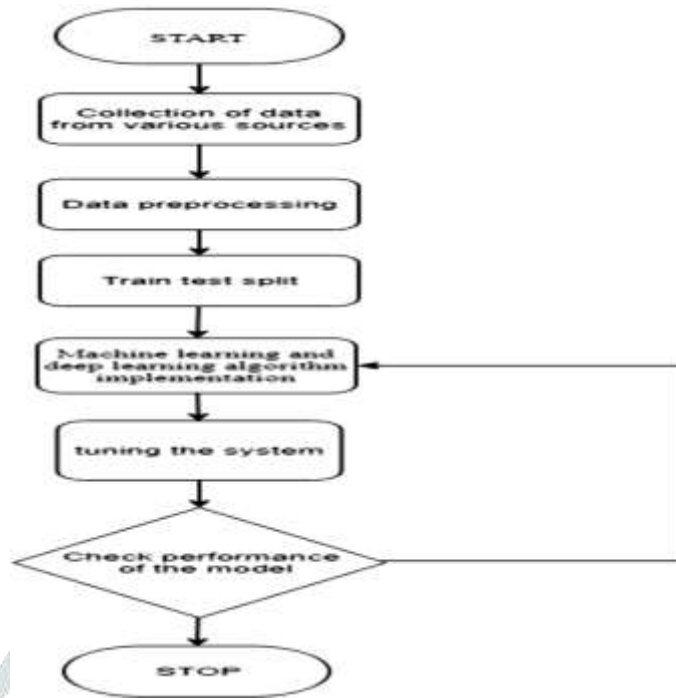 START
Collection of data
from various sources
Data preprocessing
Train test split
Machine learning and
deep learning algorithm
implementation
tuning the system
Check performance
of the model
STOP